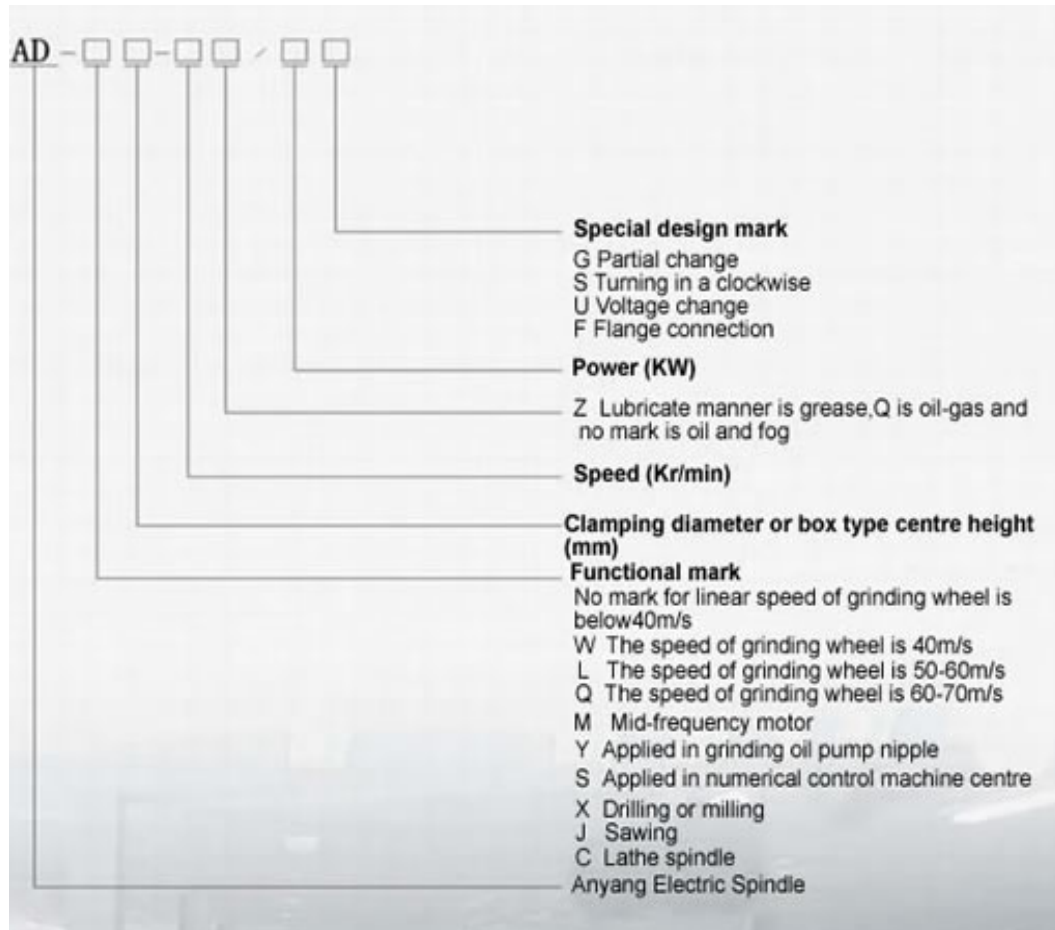 AD - □ □ - □ □ / □ □
Special design mark
G Partial change
S Turning in a clockwise
U Voltage change
F Flange connection
Power (KW)
Z Lubricate manner is grease,Q is oil-gas and
no mark is oil and fog
Speed (Kr/min)
Clamping diameter or box type centre height
(mm)
Functional mark
No mark for linear speed of grinding wheel is
below40m/s
W The speed of grinding wheel is 40m/s
L The speed of grinding wheel is 50-60m/s
Q The speed of grinding wheel is 60-70m/s
M Mid-frequency motor
Y Applied in grinding oil pump nipple
S Applied in numerical control machine centre
X Drilling or milling
J Sawing
C Lathe spindle
Anyang Electric Spindle